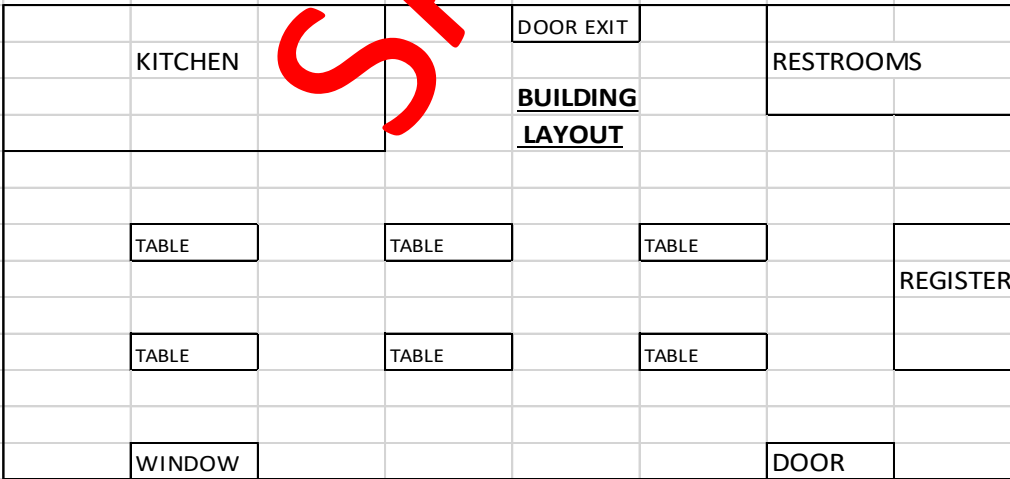 DOOR EXIT
KITCHEN
RESTROOMS
BUILDING
LAYOUT
TABLE TABLE TABLE
REGISTER
TABLE TABLE TABLE
WINDOW DOOR